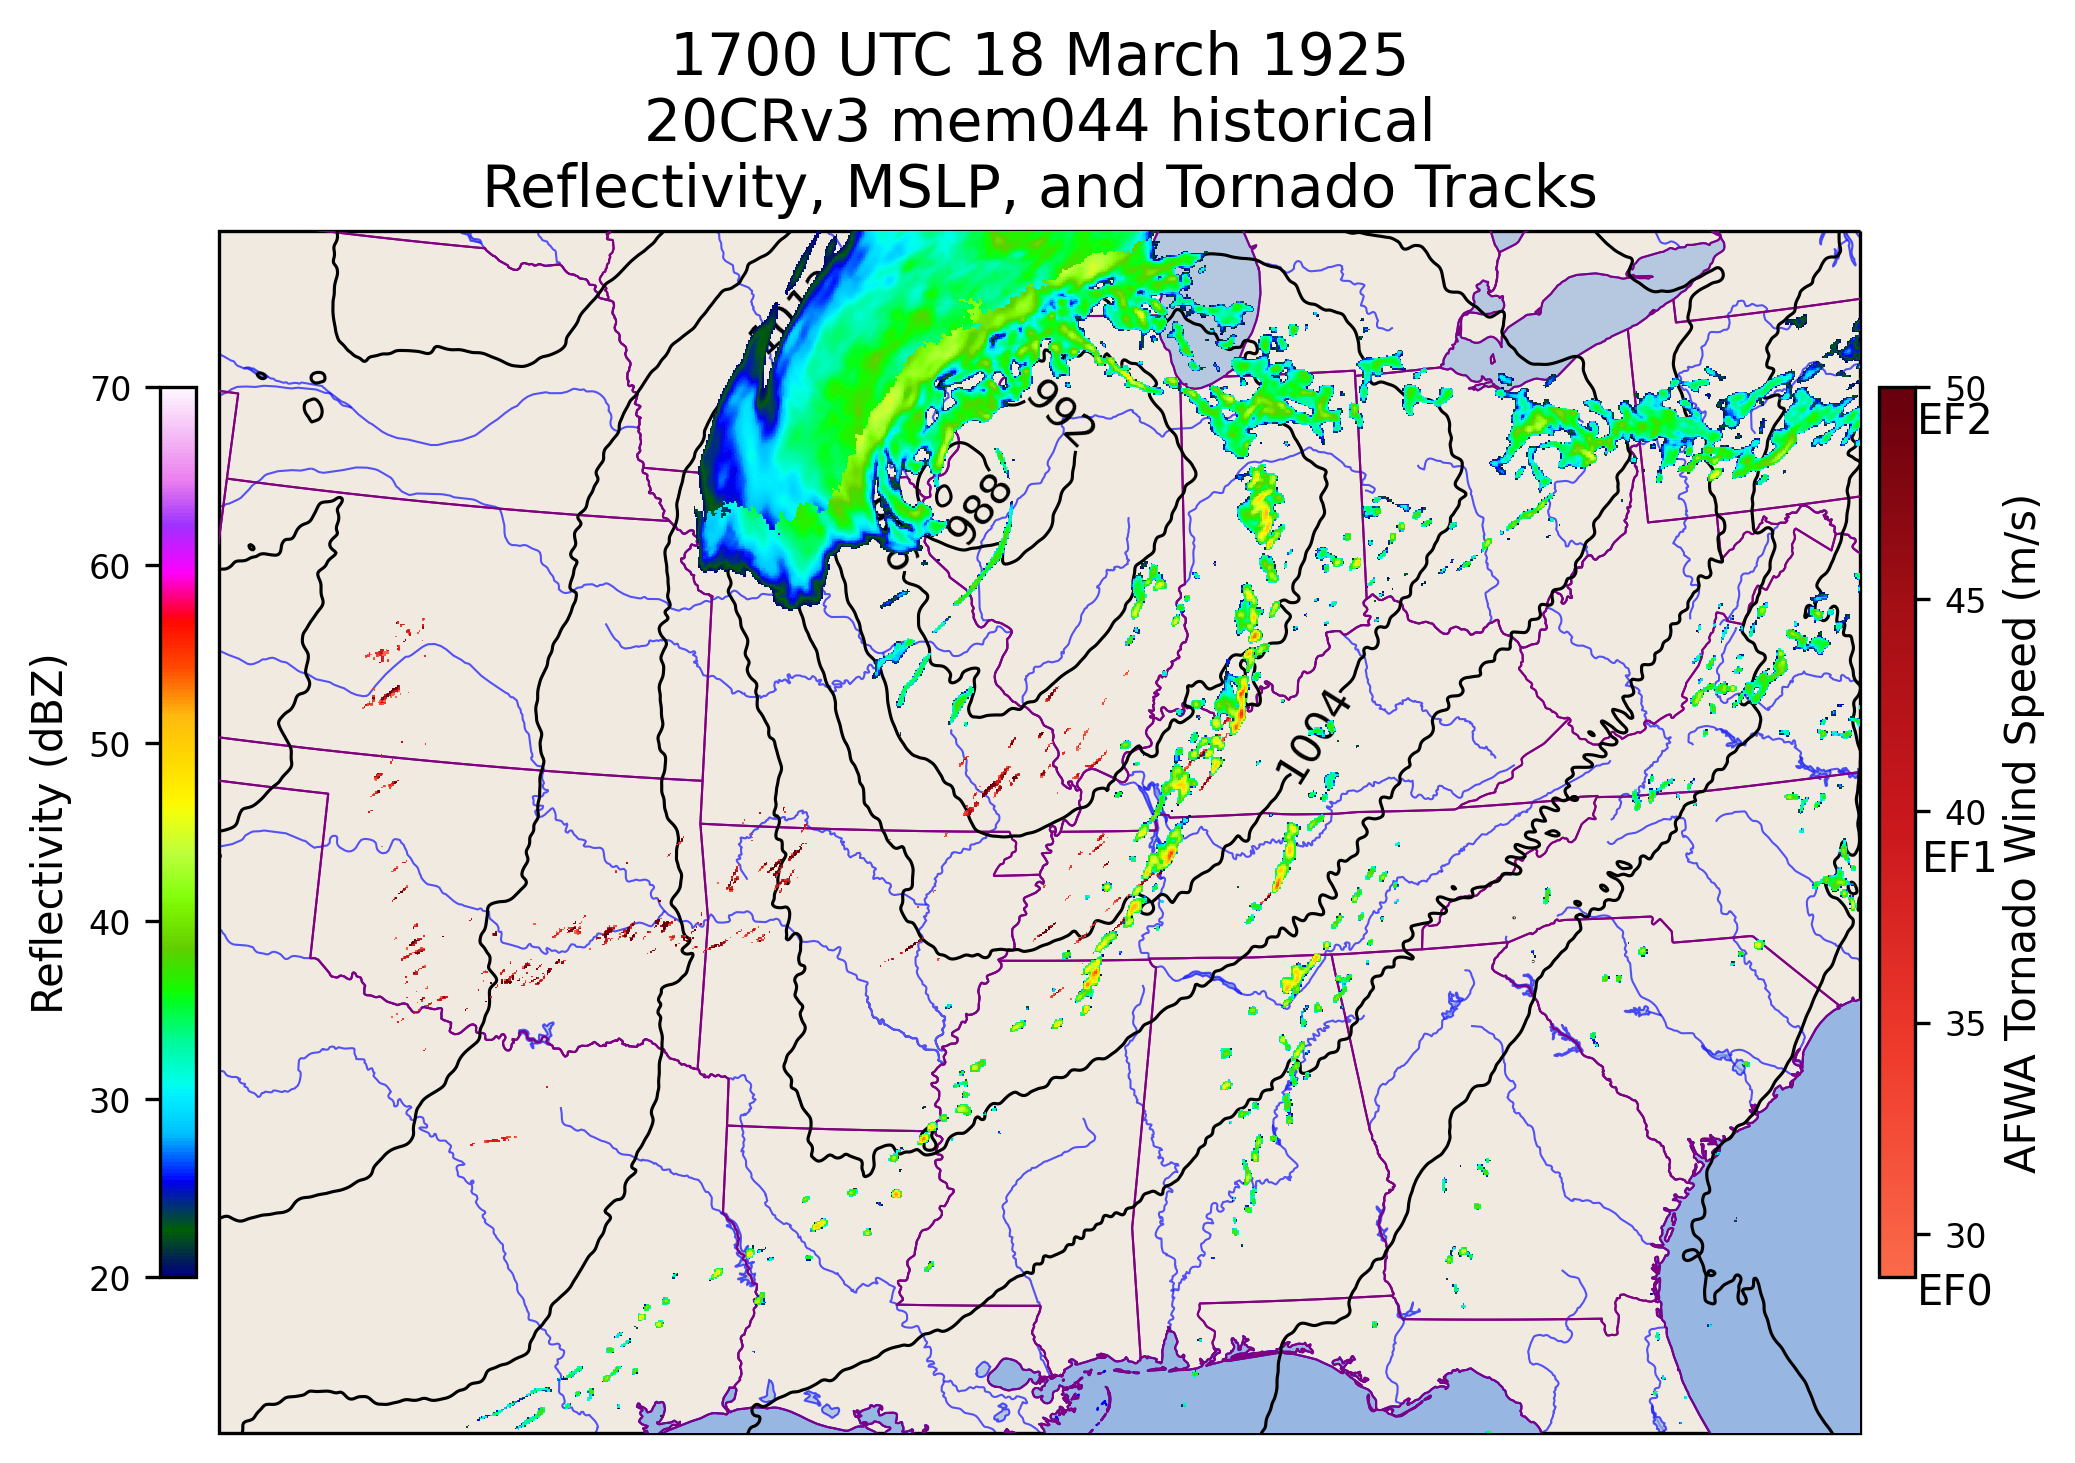 1700 UTC 18 March 1925
20CRv3 mem044 historical
Reflectivity, MSLP, and Tornado Tracks
Reflectivity (dBZ)
70
60
50
40
30
20
992
988
1004
50
EF2
45
40
EF1
35
30
EF0
AFWA Tornado Wind Speed (m/s)